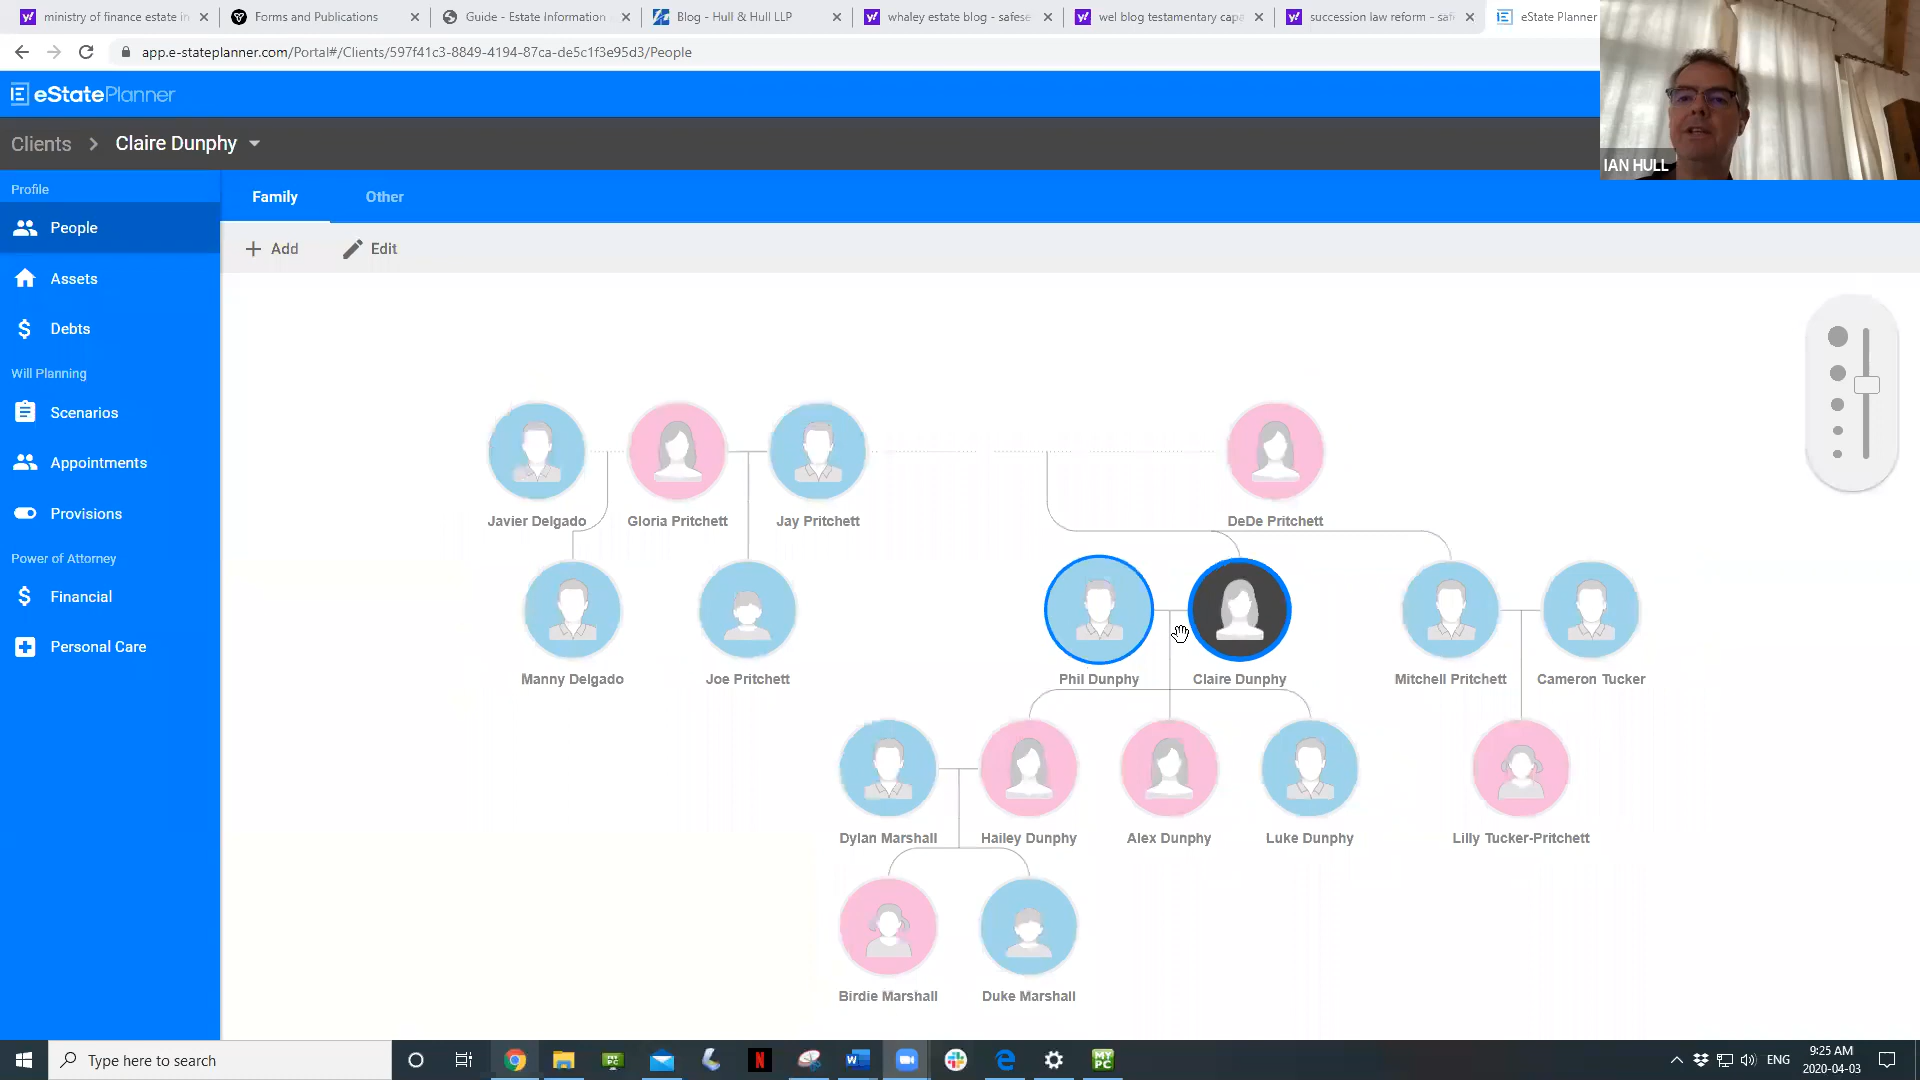 ministry of finance estate in
Forms and Publications
Guide - Estate Information
Blog - Hull & Hull LLP
whaley estate blog - safese
wel blog testamentary capa
succession law reform - saf
eState Planner
app.e-stateplanner.com/Portal#/Clients/597f41c3-8849-4194-87ca-de5c1f3e95d3/People
eStatePlanner
Clients > Claire Dunphy
IAN HULL
Profile
People
Assets
Debts
Will Planning
Scenarios
Appointments
Provisions
Power of Attorney
Financial
Personal Care
Family Other
+ Add Edit
Javier Delgado Gloria Pritchett Jay Pritchett DeDe Pritchett
Manny Delgado Joe Pritchett Phil Dunphy Claire Dunphy Mitchell Pritchett Cameron Tucker
Dylan Marshall Hailey Dunphy Alex Dunphy Luke Dunphy Lilly Tucker-Pritchett
Birdie Marshall Duke Marshall
Type here to search
ENG
9:25 AM
2020-04-03